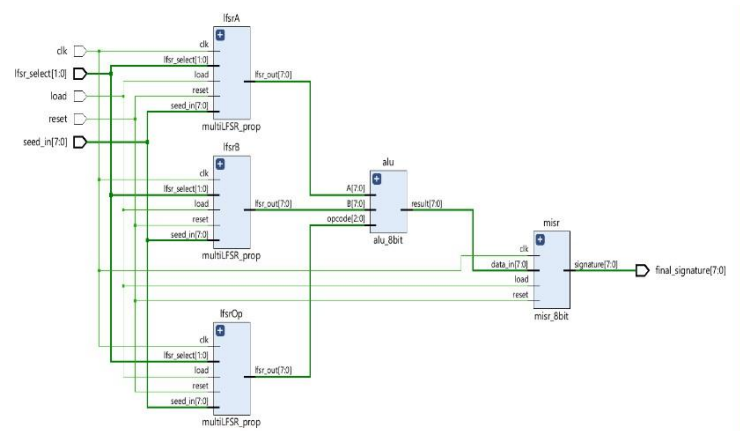 clk
lfsr_select[1:0]
load
reset
seed_in[7:0]
lfsrA
clk
lfsr_select[1:0]
load
reset
seed_in[7:0]
lfsr_out[7:0]
multiLFSR_prop
lfsrB
clk
lfsr_select[1:0]
load
reset
seed_in[7:0]
lfsr_out[7:0]
multiLFSR_prop
lfsrOp
clk
lfsr_select[1:0]
load
reset
seed_in[7:0]
lfsr_out[7:0]
multiLFSR_prop
alu
A[7:0]
B[7:0]
opcode[2:0]
result[7:0]
alu_8bit
misr
clk
data_in[7:0]
load
reset
signature[7:0]
misr_8bit
final_signature[7:0]